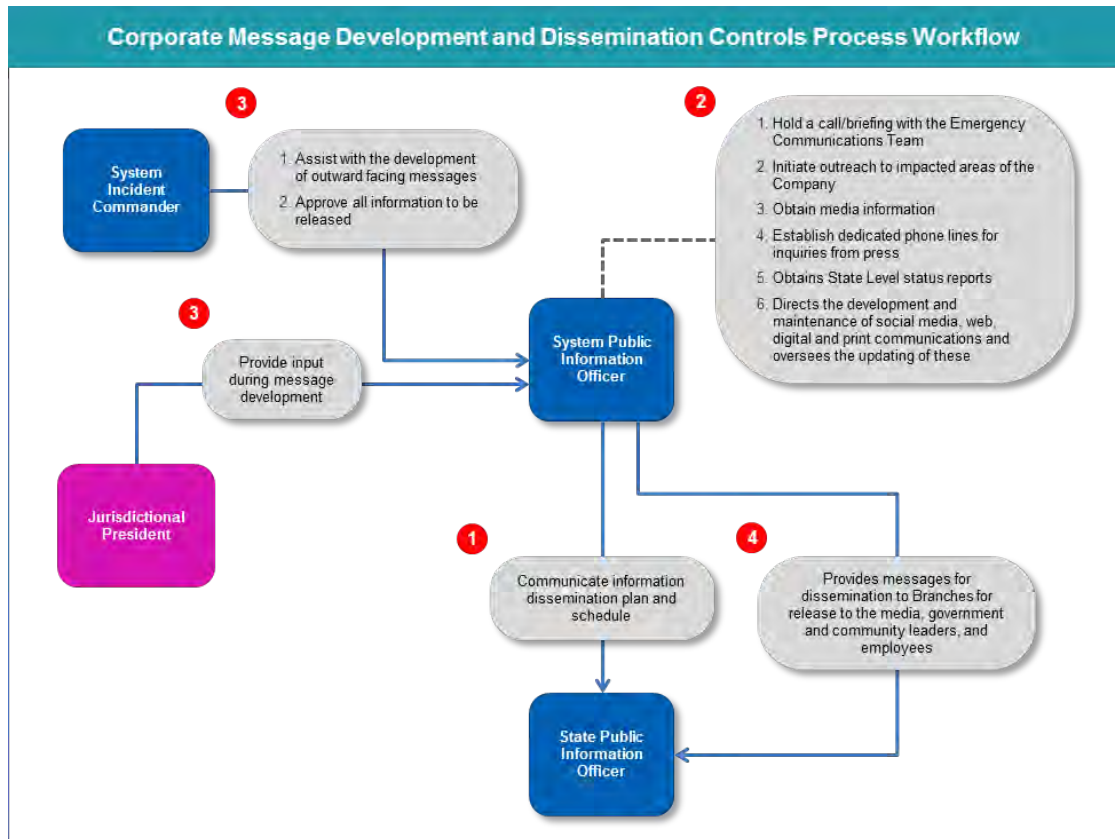 Corporate Message Development and Dissemination Controls Process Workflow
3
System
Incident
Commander
1. Assist with the development
of outward facing messages
2. Approve all information to be
released
2
1. Hold a call/briefing with the Emergency
Communications Team
2. Initiate outreach to impacted areas of the
Company
3. Obtain media information
4. Establish dedicated phone lines for
inquiries from press
5. Obtains State Level status reports
6. Directs the development and
maintenance of social media, web,
digital and print communications and
oversees the updating of these
3
Provide input
during message
development
System Public
Information
Officer
Jurisdictional
President
1
Communicate information
dissemination plan and
schedule
4
Provides messages for
dissemination to Branches for
release to the media, government
and community leaders, and
employees
State Public
Information
Officer